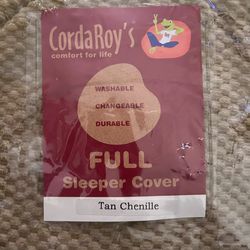 CordaRoy's
comfort for life
WASHABLE
CHANGEABLE
DURABLE
FULL
Sleeper Cover
Tan Chenille